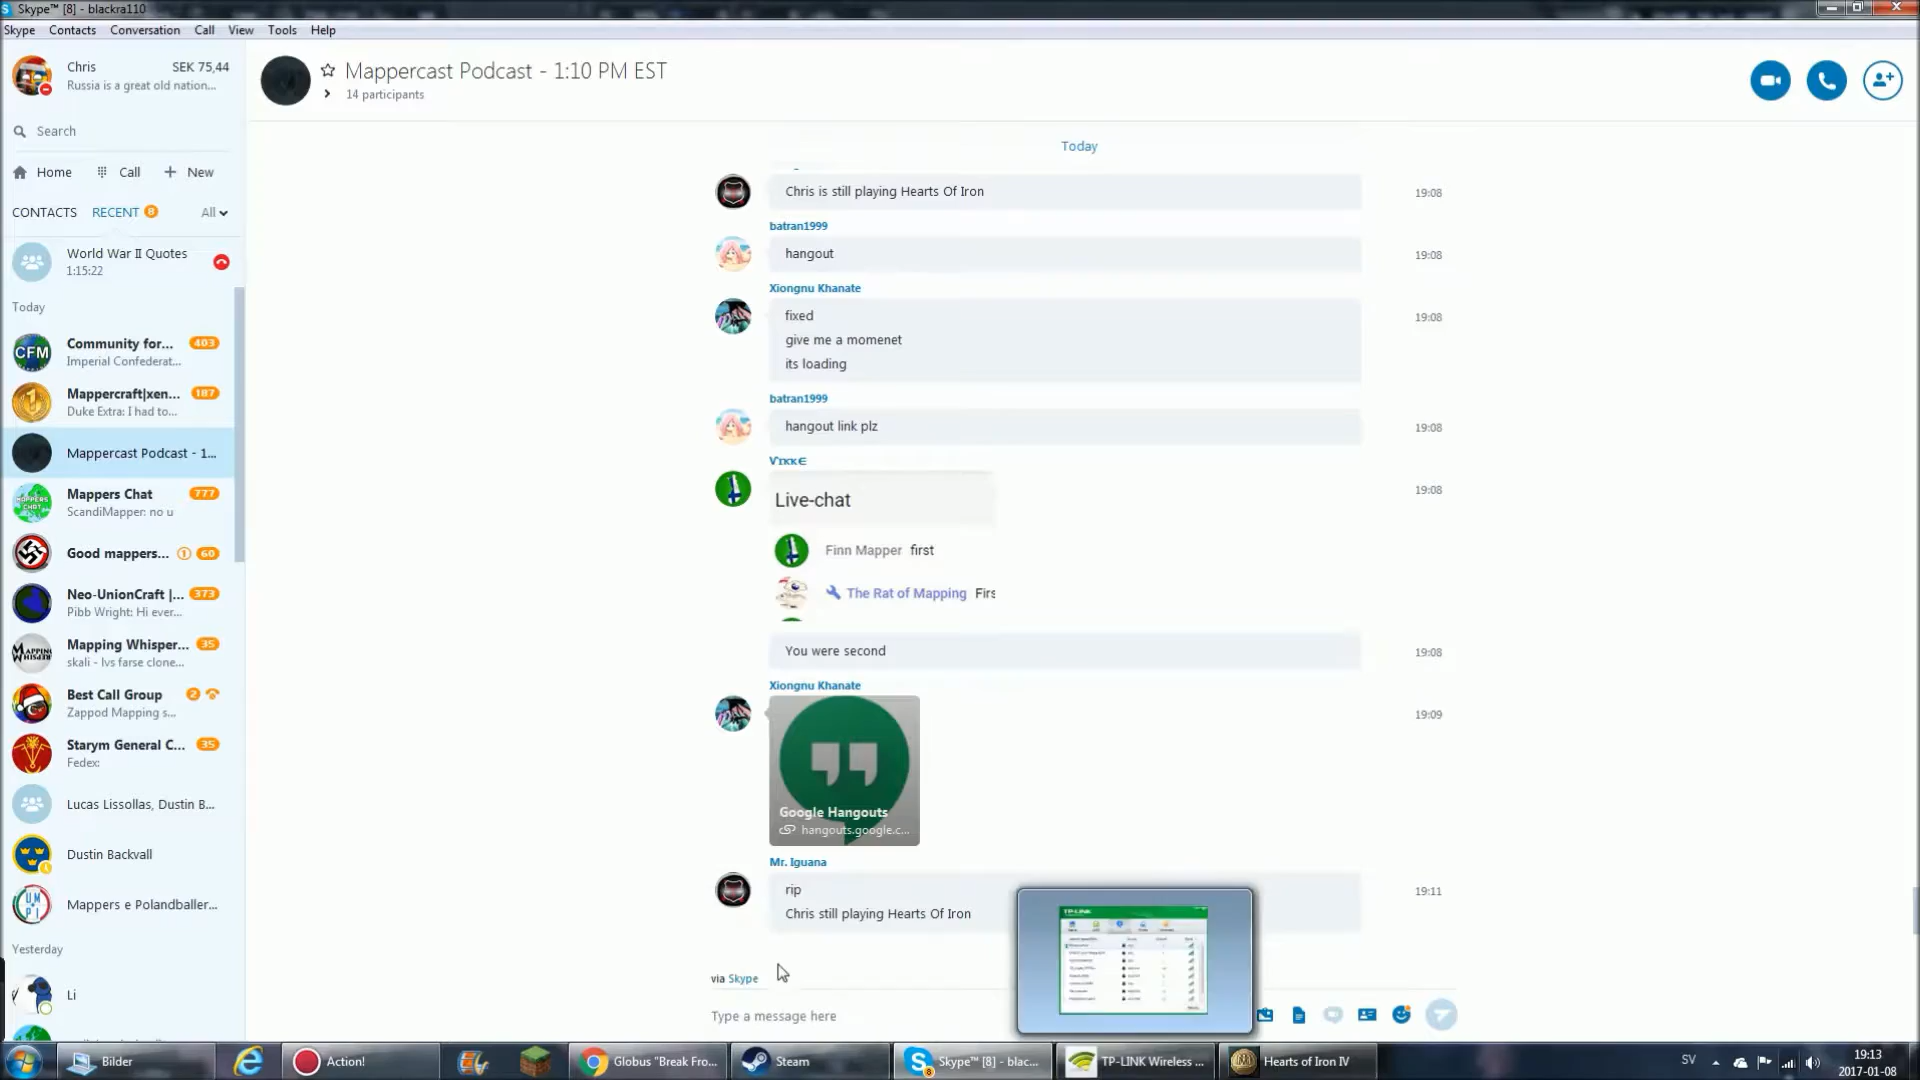 Skype™ [8] - blackra110
Skype Contacts Conversation Call View Tools Help
Chris SEK 75,44
Russia is a great old nation...
Search
Home Call New
CONTACTS RECENT 8 All
World War II Quotes
1:15:22
Today
Community for... 403
Imperial Confederat...
CFM
Mappercraft|xen... 187
Duke Extra: I had to...
Mappercast Podcast - 1...
Mappers Chat 777
ScandiMapper: no u
MAPPERS CHAT
Good mappers... 1 60
Neo-UnionCraft |... 373
Pibb Wright: Hi ever...
Mapping Whisper... 35
skali - lvs farse clone...
Best Call Group 2
Zappod Mapping s...
Starym General C... 35
Fedex:
Lucas Lissollas, Dustin B...
Dustin Backvall
Mappers e Polandballer...
Yesterday
Li
Mappercast Podcast - 1:10 PM EST
14 participants
Today
Chris is still playing Hearts Of Iron 19:08
batran1999
hangout 19:08
Xiongnu Khanate
fixed 19:08
give me a momenet
its loading
batran1999
hangout link plz 19:08
Vɪĸĸ∈
Live-chat 19:08
Finn Mapper first
The Rat of Mapping Firs
You were second 19:08
Xiongnu Khanate
19:09
Google Hangouts
hangouts.google.c...
Mr. Iguana
rip 19:11
Chris still playing Hearts Of Iron
TP-LINK
via Skype
Type a message here
Bilder Action! Globus "Break Fro... Steam Skype™ [8] - blac... TP-LINK Wireless ... Hearts of Iron IV SV 19:13
2017-01-08